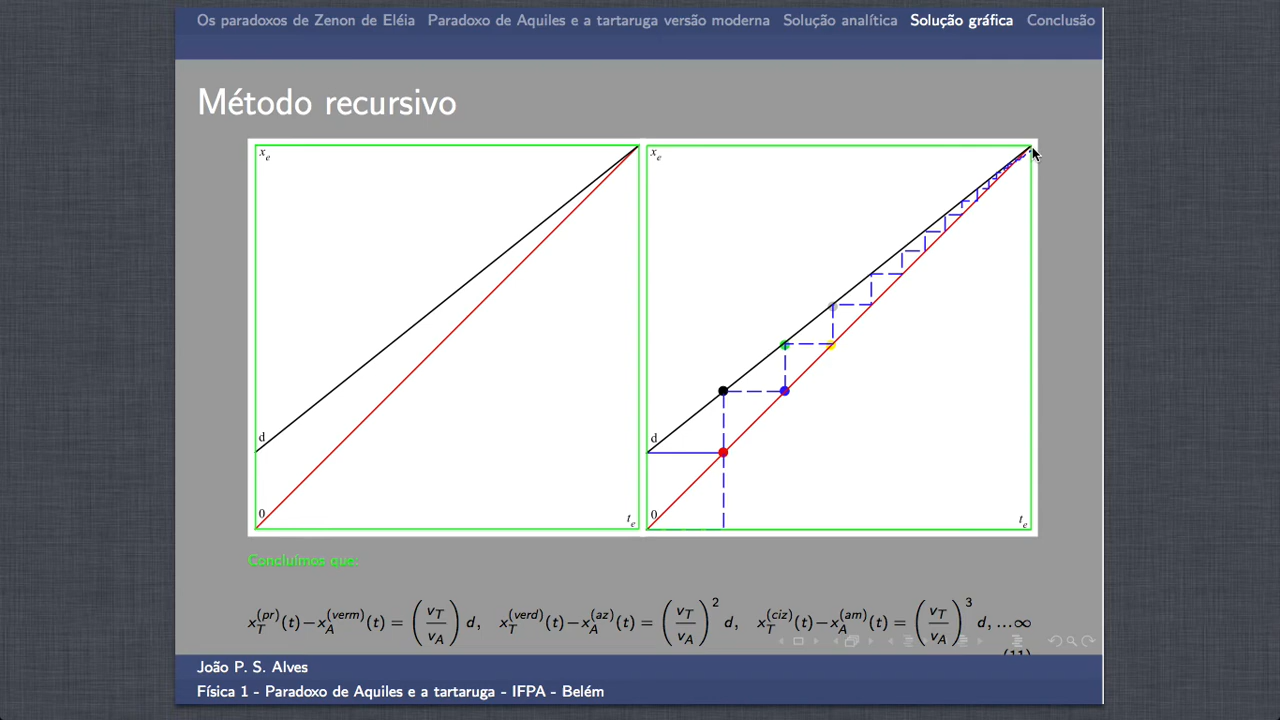 Os paradoxos de Zenon de Eléia Paradoxo de Aquiles e a tartaruga versão moderna Solução analítica Solução gráfica Conclusão
Método recursivo
x_e
d
0
t_e
x_e
d
0
t_e
Concluímos que:
x_T^{(pr)}(t) − x_A^{(verm)}(t) = (v_T/v_A) d, x_T^{(verd)}(t) − x_A^{(az)}(t) = (v_T/v_A)^2 d, x_T^{(ciz)}(t) − x_A^{(am)}(t) = (v_T/v_A)^3 d, ...∞
(11)
João P. S. Alves
Física 1 - Paradoxo de Aquiles e a tartaruga - IFPA - Belém